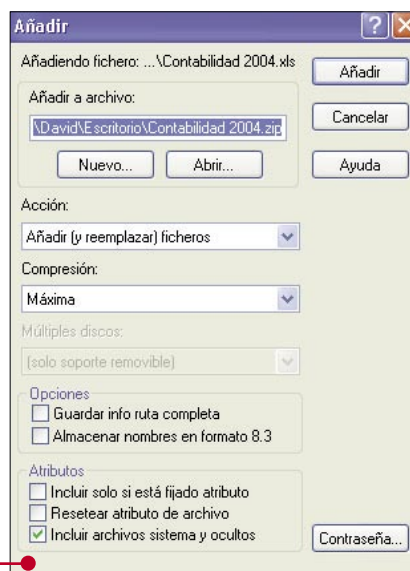 Añadir
Añadiendo fichero: ...\Contabilidad 2004.xls
Añadir
Añadir a archivo:
\David\Escritorio\Contabilidad 2004.zip
Cancelar
Nuevo...
Abrir...
Ayuda
Acción:
Añadir (y reemplazar) ficheros
Compresión:
Máxima
Múltiples discos:
(solo soporte removible)
Opciones
Guardar info ruta completa
Almacenar nombres en formato 8.3
Atributos
Incluir solo si está fijado atributo
Resetear atributo de archivo
Incluir archivos sistema y ocultos
Contraseña...